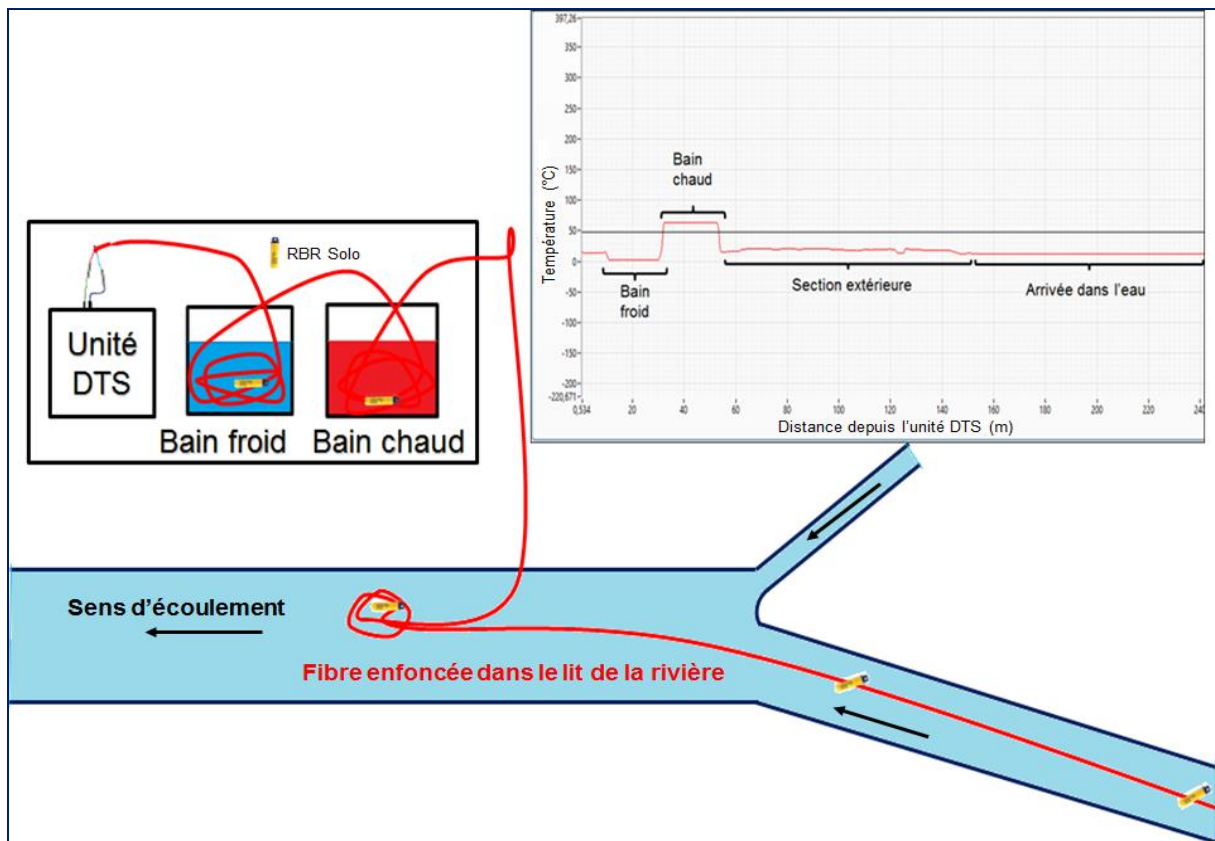 397,26
350
300
250
200
150
100
50
0
-50
-100
-150
-200
-220,671
Température (°C)
Bain
chaud
Bain
froid
Section extérieure
Arrivée dans l'eau
0,534
20
40
60
80
100
120
140
160
180
200
220
240
Distance depuis l'unité DTS (m)
RBR Solo
Unité
DTS
Bain froid
Bain chaud
Sens d'écoulement
Fibre enfoncée dans le lit de la rivière